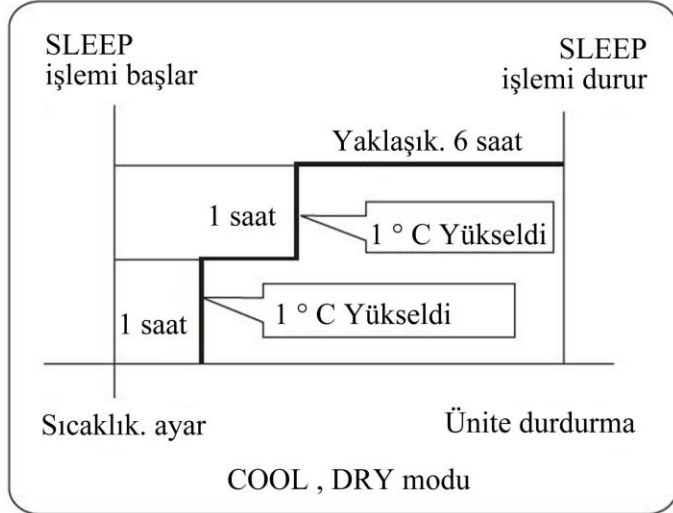 SLEEP
işlemi başlar
SLEEP
işlemi durur
Yaklaşık. 6 saat
1 saat
1 ° C Yükseldi
1 saat
1 ° C Yükseldi
Sıcaklık. ayar
Ünite durdurma
COOL , DRY modu